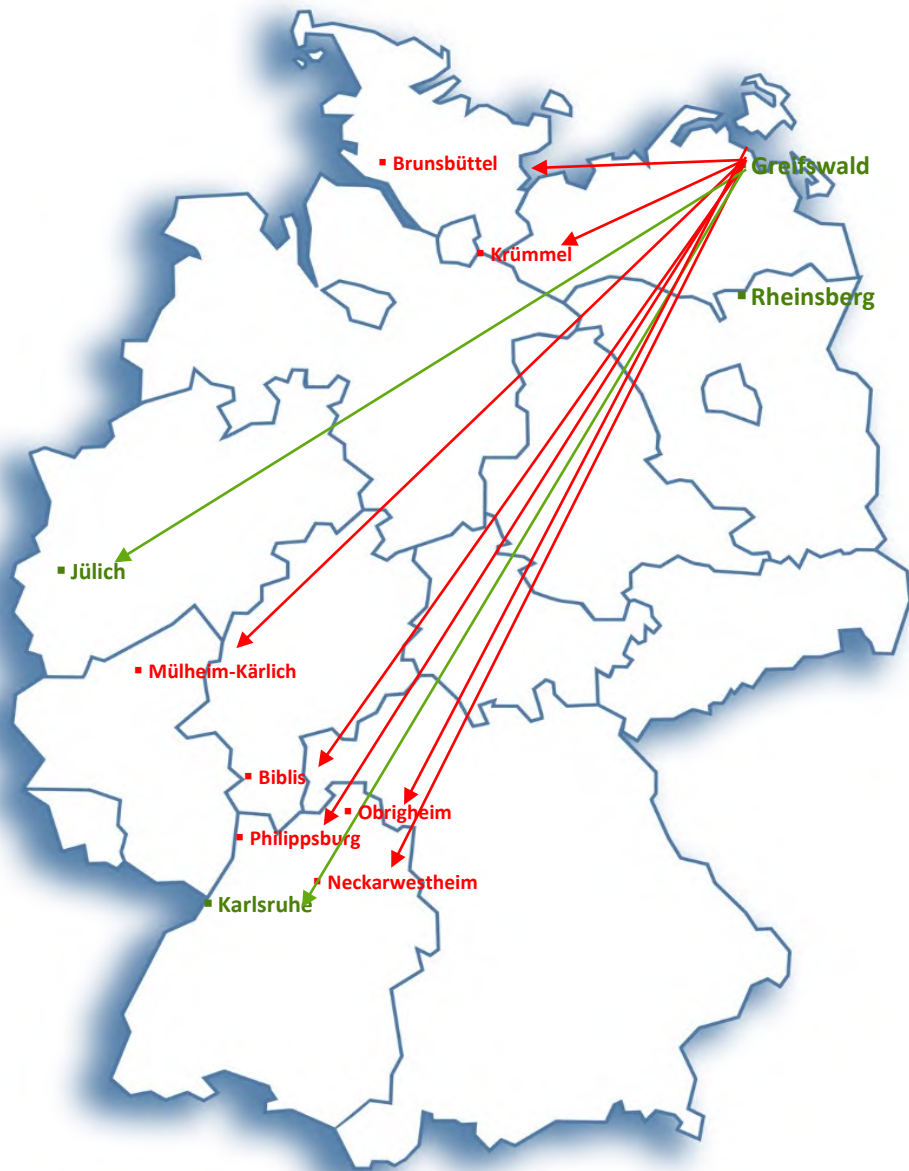 Brunsbüttel
Greifswald
Krümmel
Rheinsberg
Jülich
Mülheim-Kärlich
Biblis
Obrigheim
Philippsburg
Neckarwestheim
Karlsruhe